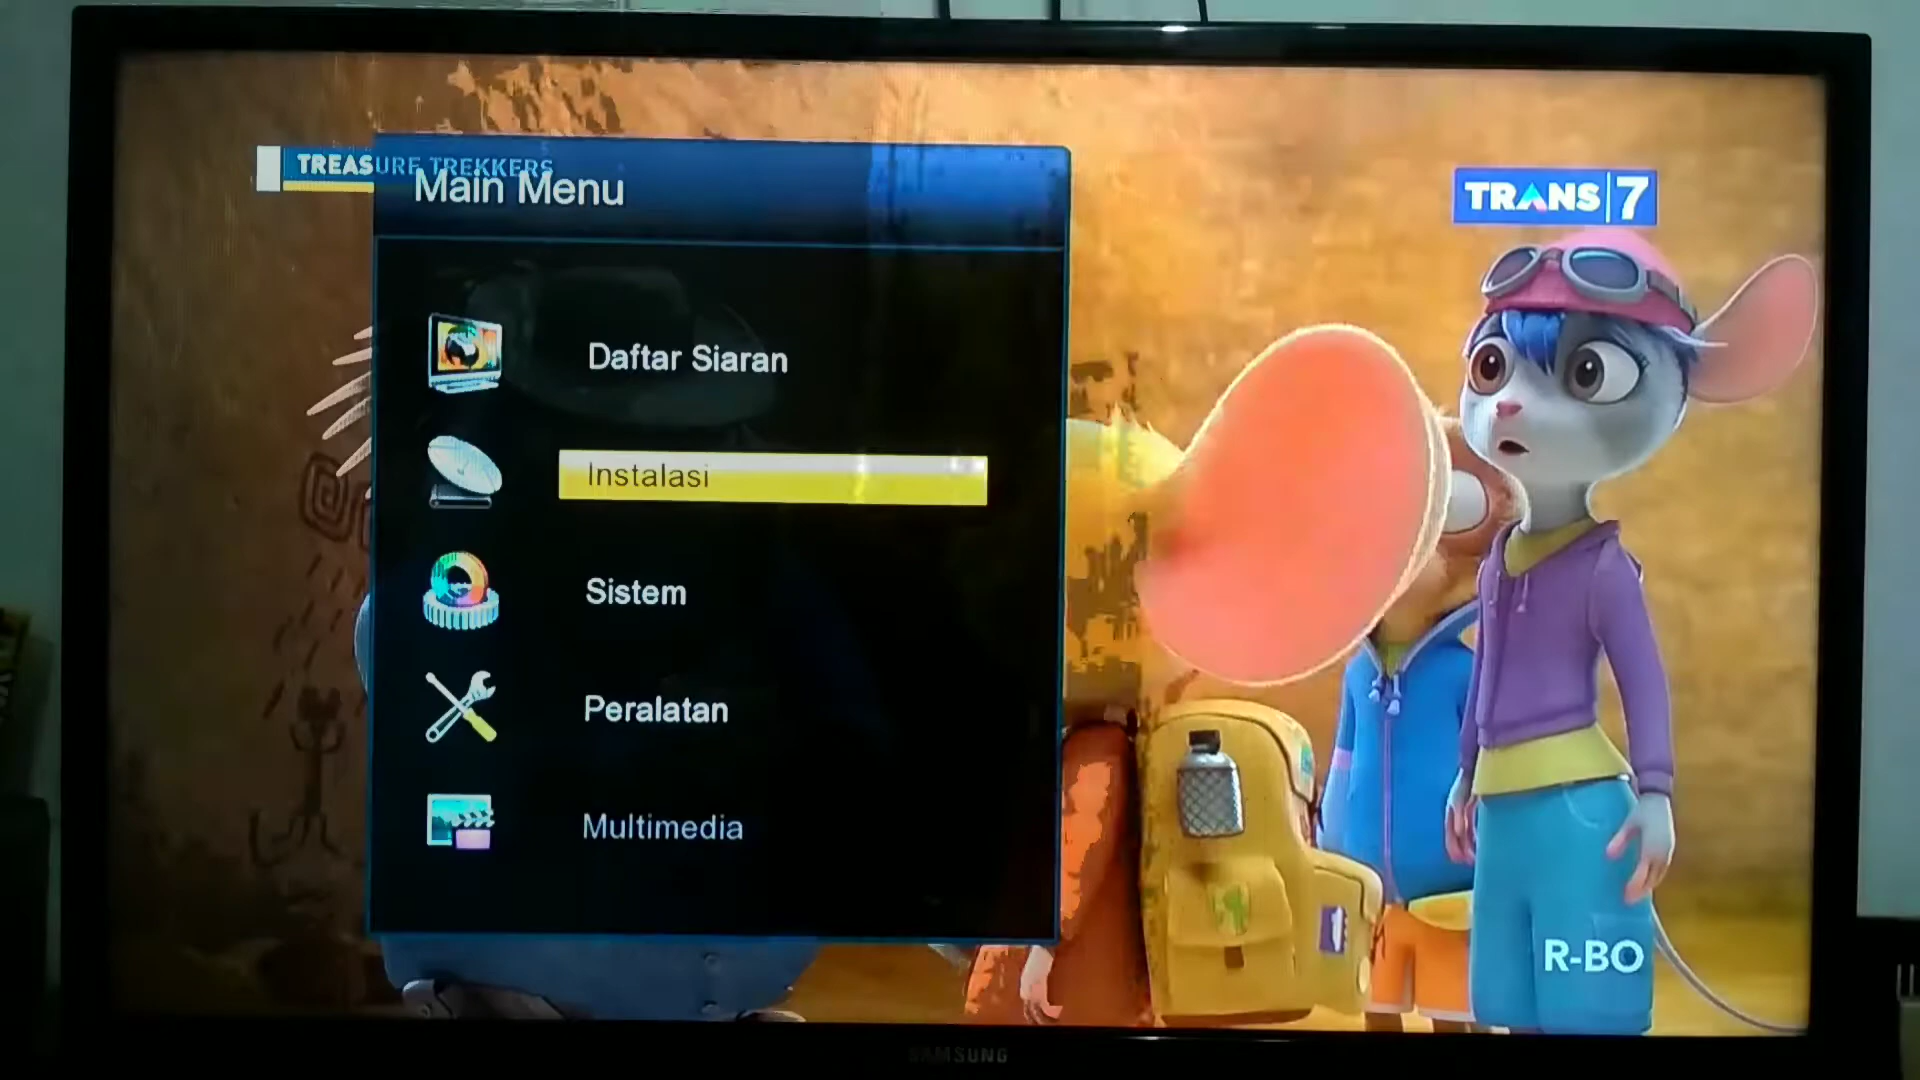 TREASURE TREKKERS
Main Menu
TRANS|7
Daftar Siaran
Instalasi
Sistem
Peralatan
Multimedia
R-BO
SAMSUNG